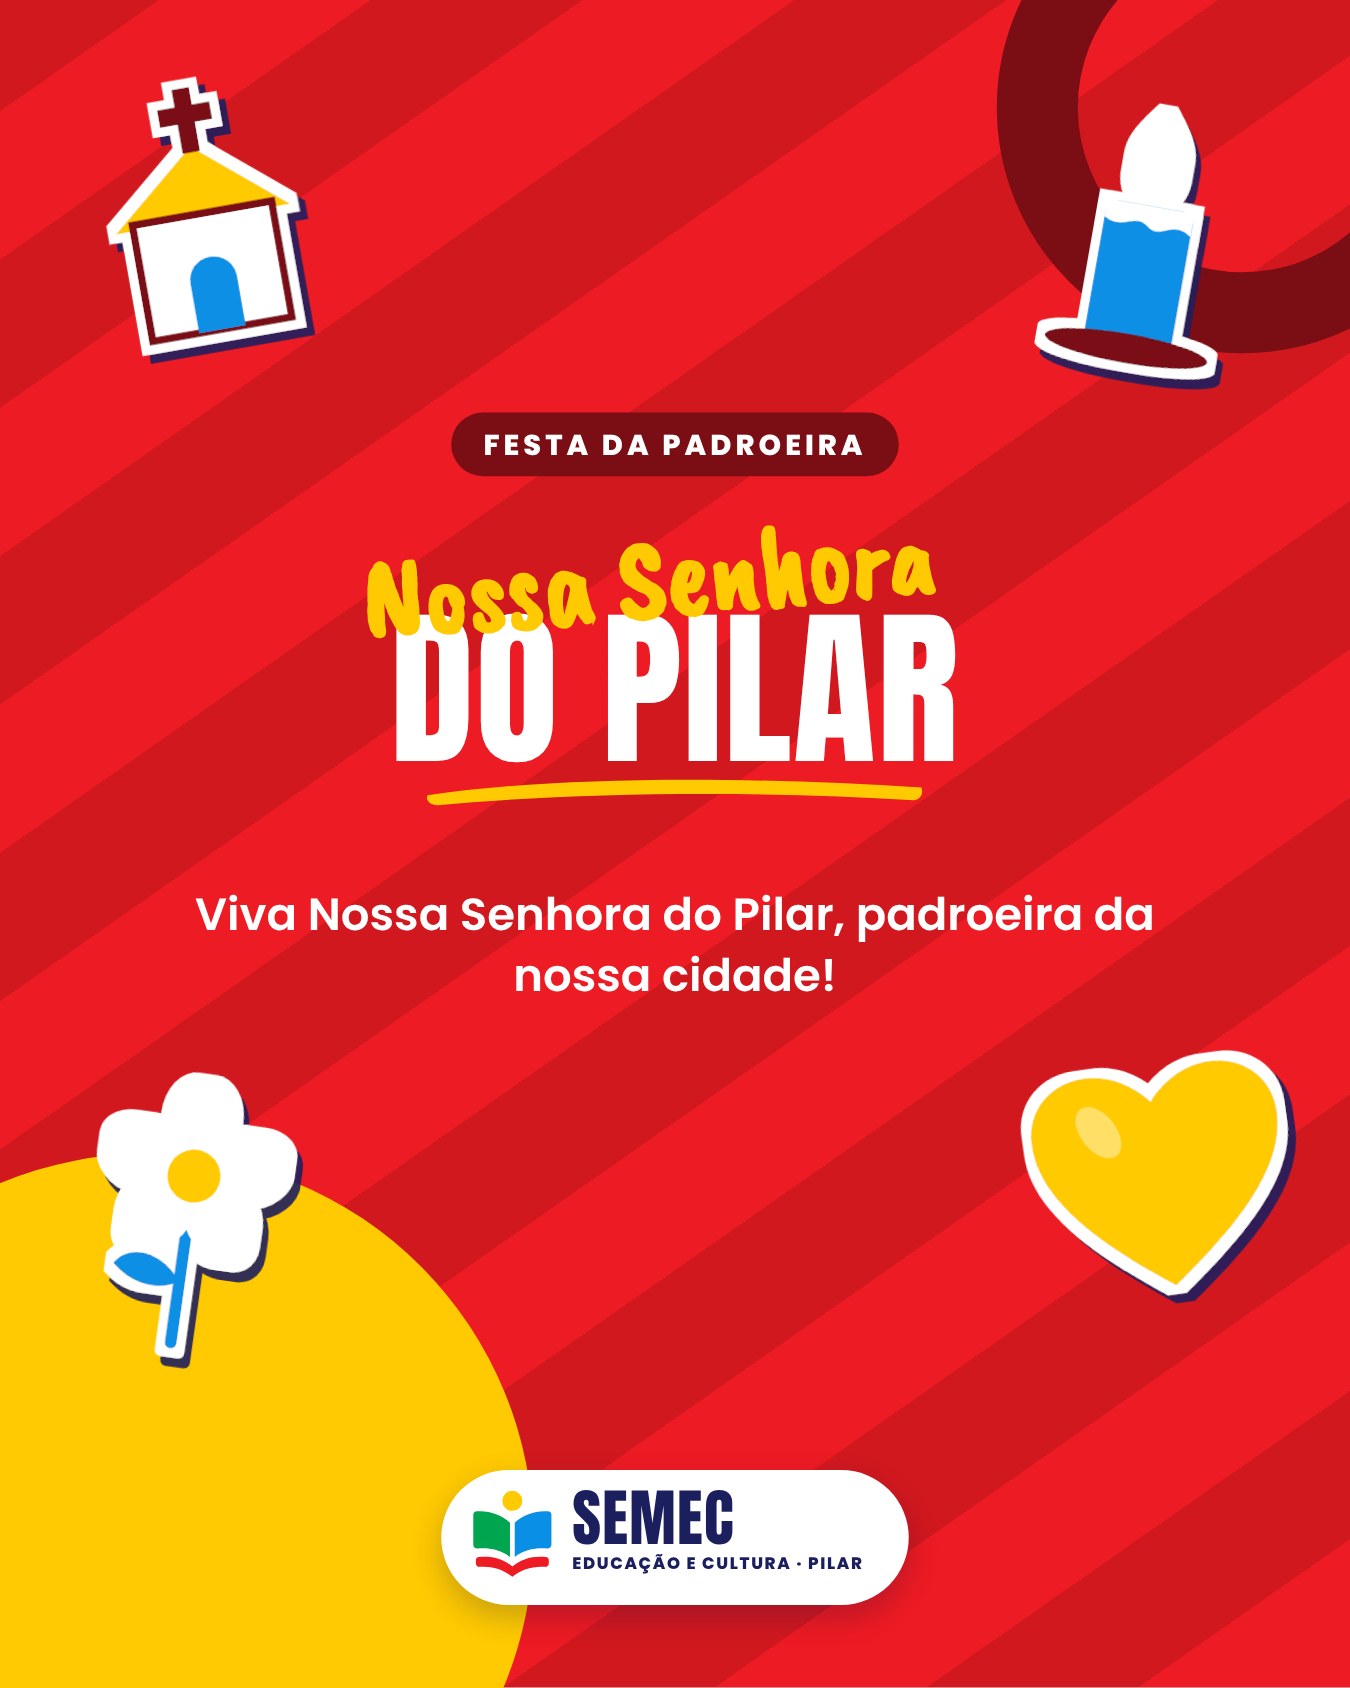 FESTA DA PADROEIRA
Nossa Senhora
DO PILAR
Viva Nossa Senhora do Pilar, padroeira da
nossa cidade!
SEMEC
EDUCAÇÃO E CULTURA · PILAR